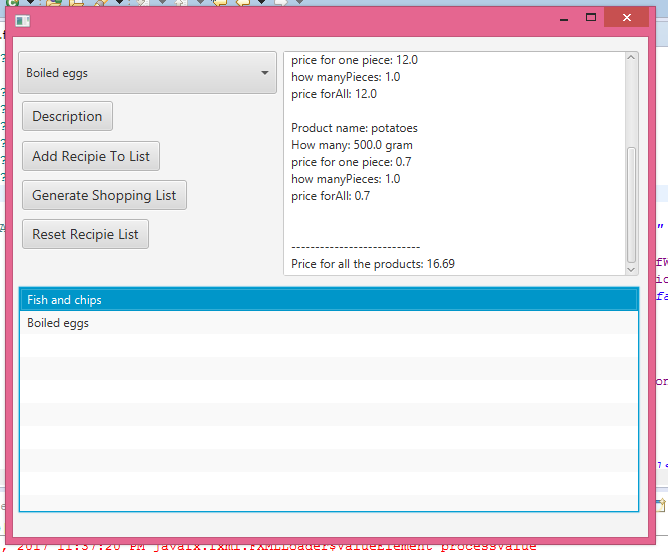 Boiled eggs
Description
Add Recipie To List
Generate Shopping List
Reset Recipie List
price for one piece: 12.0
how manyPieces: 1.0
price forAll: 12.0
Product name: potatoes
How many: 500.0 gram
price for one piece: 0.7
how manyPieces: 1.0
price forAll: 0.7
---------------------------
Price for all the products: 16.69
Fish and chips
Boiled eggs
, 2017 11:37:20 PM javafx.fxml.FXMLLoader$ValueElement processValue